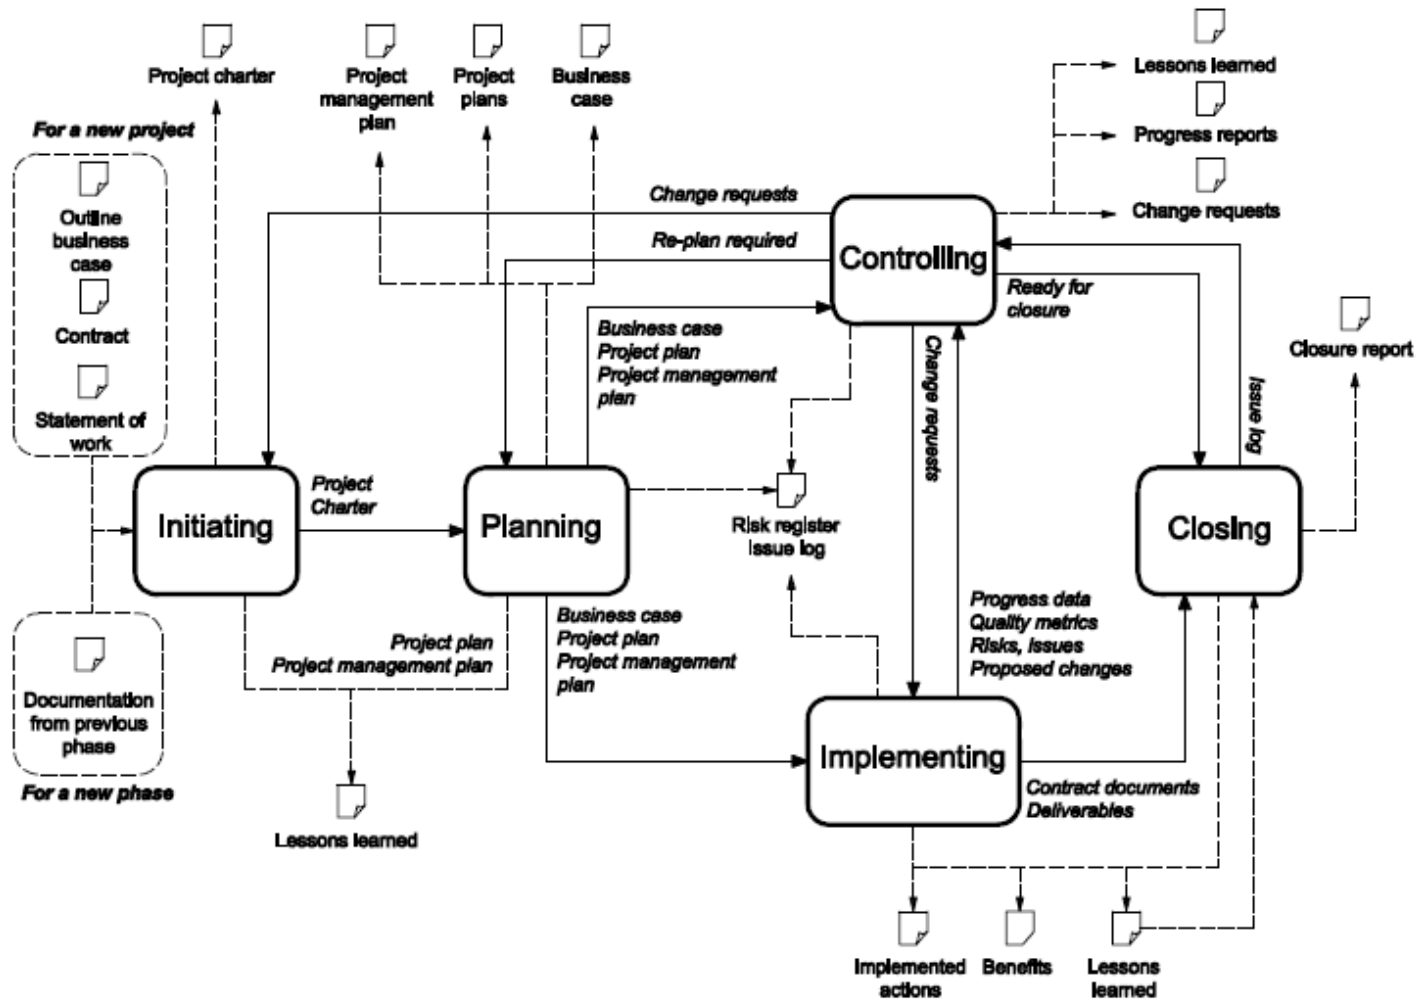 Project charter
Project
management
plan
Project
plans
Business
case
Lessons learned
Progress reports
Change requests
For a new project
Outline
business
case
Contract
Statement of
work
Change requests
Re-plan required
Controlling
Ready for
closure
Business case
Project plan
Project management
plan
Change requests
Issue log
Closure report
Initiating
Project
Charter
Planning
Risk register
Issue log
Closing
Project plan
Project management plan
Business case
Project plan
Project management
plan
Progress data
Quality metrics
Risks, issues
Proposed changes
Documentation
from previous
phase
For a new phase
Lessons learned
Implementing
Contract documents
Deliverables
Implemented
actions
Benefits
Lessons
learned